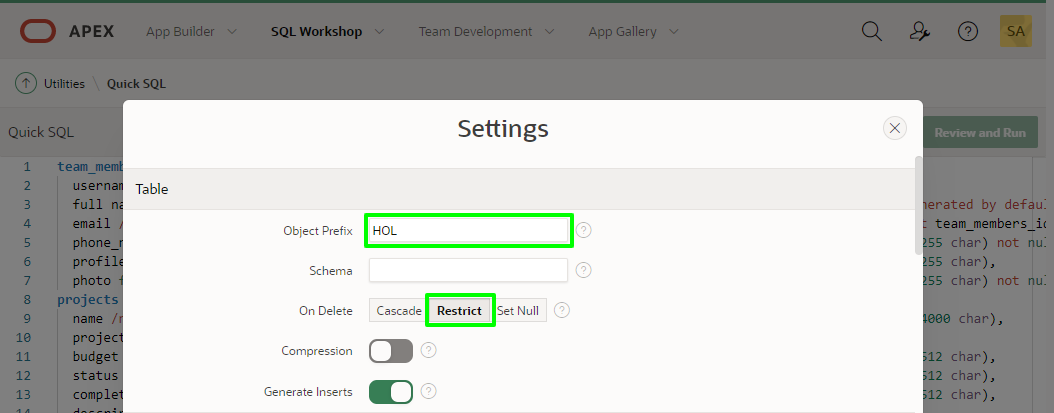 APEX App Builder SQL Workshop Team Development App Gallery SA
Utilities \ Quick SQL
Settings
Quick SQL Review and Run
1 team_memb
Table
2 usernam
3 full na nerated by defaul
Object Prefix HOL ?
4 email / t team_members_id
5 phone_n 255 char) not nu
6 profile 255 char),
Schema ?
7 photo f 255 char) not nu
8 projects
On Delete Cascade Restrict Set Null ?
9 name /n 4000 char),
10 project
Compression ?
11 budget 512 char),
12 status 512 char),
Generate Inserts ?
13 complet 512 char),